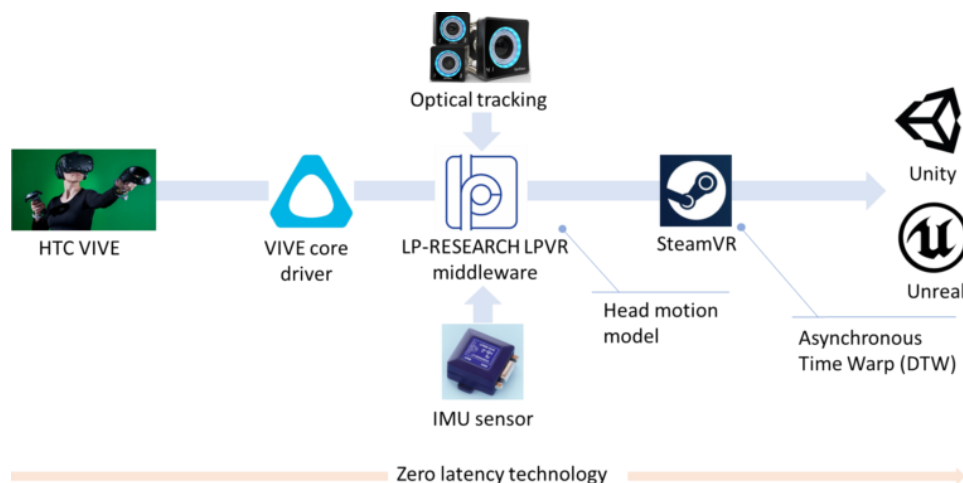 Optical tracking
HTC VIVE
VIVE core
driver
LP-RESEARCH LPVR
middleware
SteamVR
Unity
Unreal
Head motion
model
Asynchronous
Time Warp (DTW)
IMU sensor
Zero latency technology